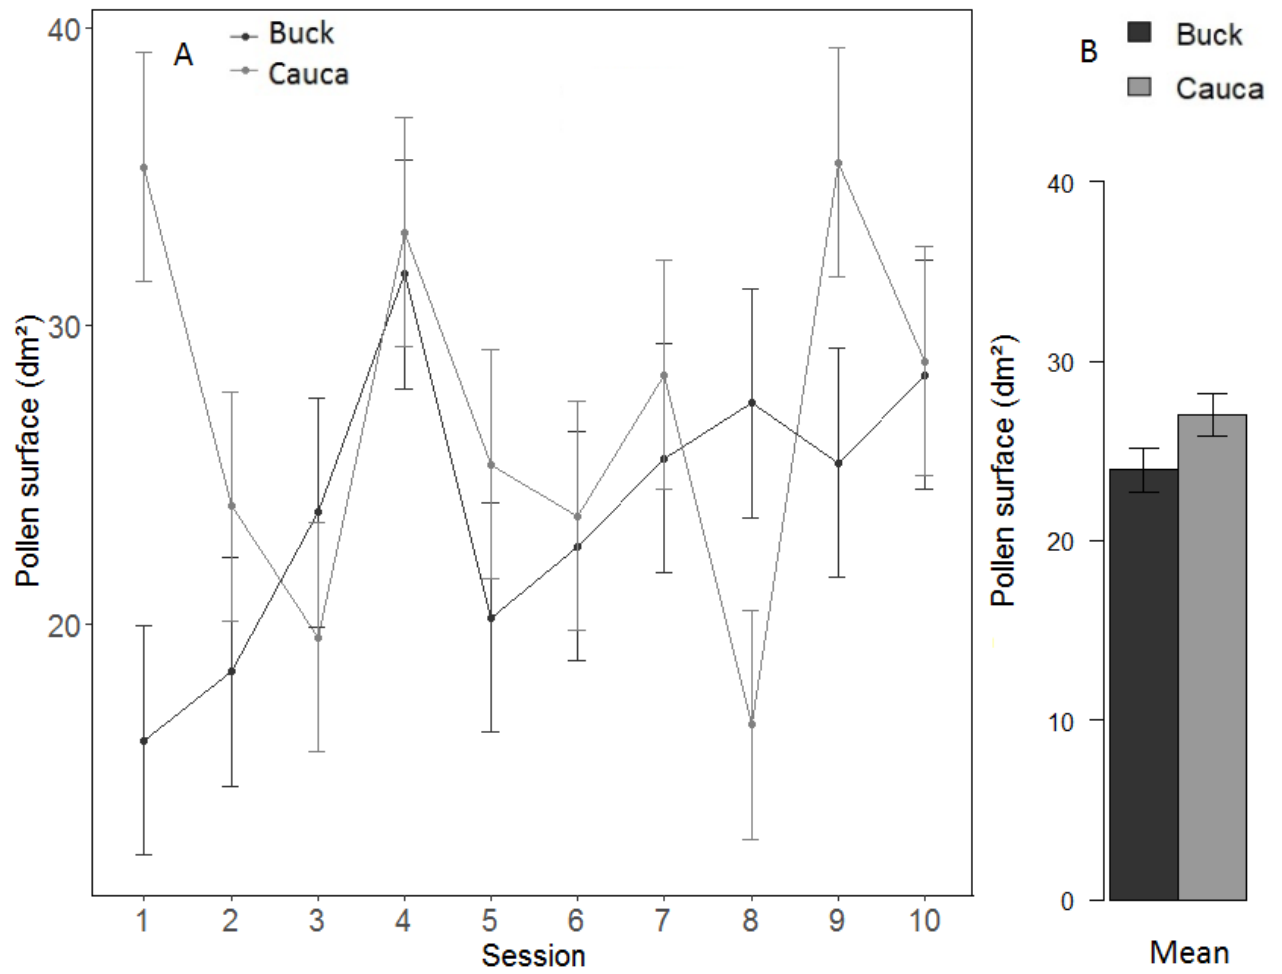 A
Buck
Cauca
40
30
20
Pollen surface (dm²)
1 2 3 4 5 6 7 8 9 10
Session
B
Buck
Cauca
40
30
20
10
0
Pollen surface (dm²)
Mean